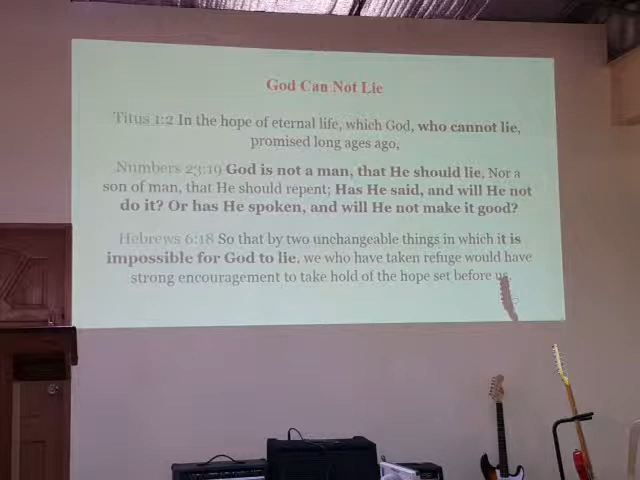 God Can Not Lie
Titus 1:2 In the hope of eternal life, which God, who cannot lie,
promised long ages ago,
Numbers 23:19 God is not a man, that He should lie, Nor a
son of man, that He should repent; Has He said, and will He not
do it? Or has He spoken, and will He not make it good?
Hebrews 6:18 So that by two unchangeable things in which it is
impossible for God to lie, we who have taken refuge would have
strong encouragement to take hold of the hope set before us.